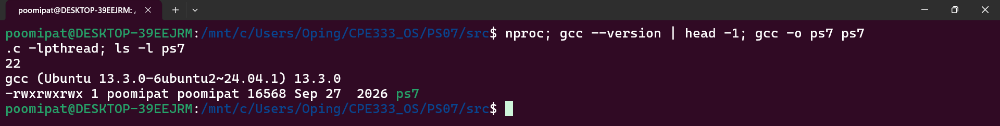 poomipat@DESKTOP-39EEJRM: /
poomipat@DESKTOP-39EEJRM:/mnt/c/Users/Oping/CPE333_OS/PS07/src$ nproc; gcc --version | head -1; gcc -o ps7 ps7
.c -lpthread; ls -l ps7
22
gcc (Ubuntu 13.3.0-6ubuntu2~24.04.1) 13.3.0
-rwxrwxrwx 1 poomipat poomipat 16568 Sep 27  2026 ps7
poomipat@DESKTOP-39EEJRM:/mnt/c/Users/Oping/CPE333_OS/PS07/src$